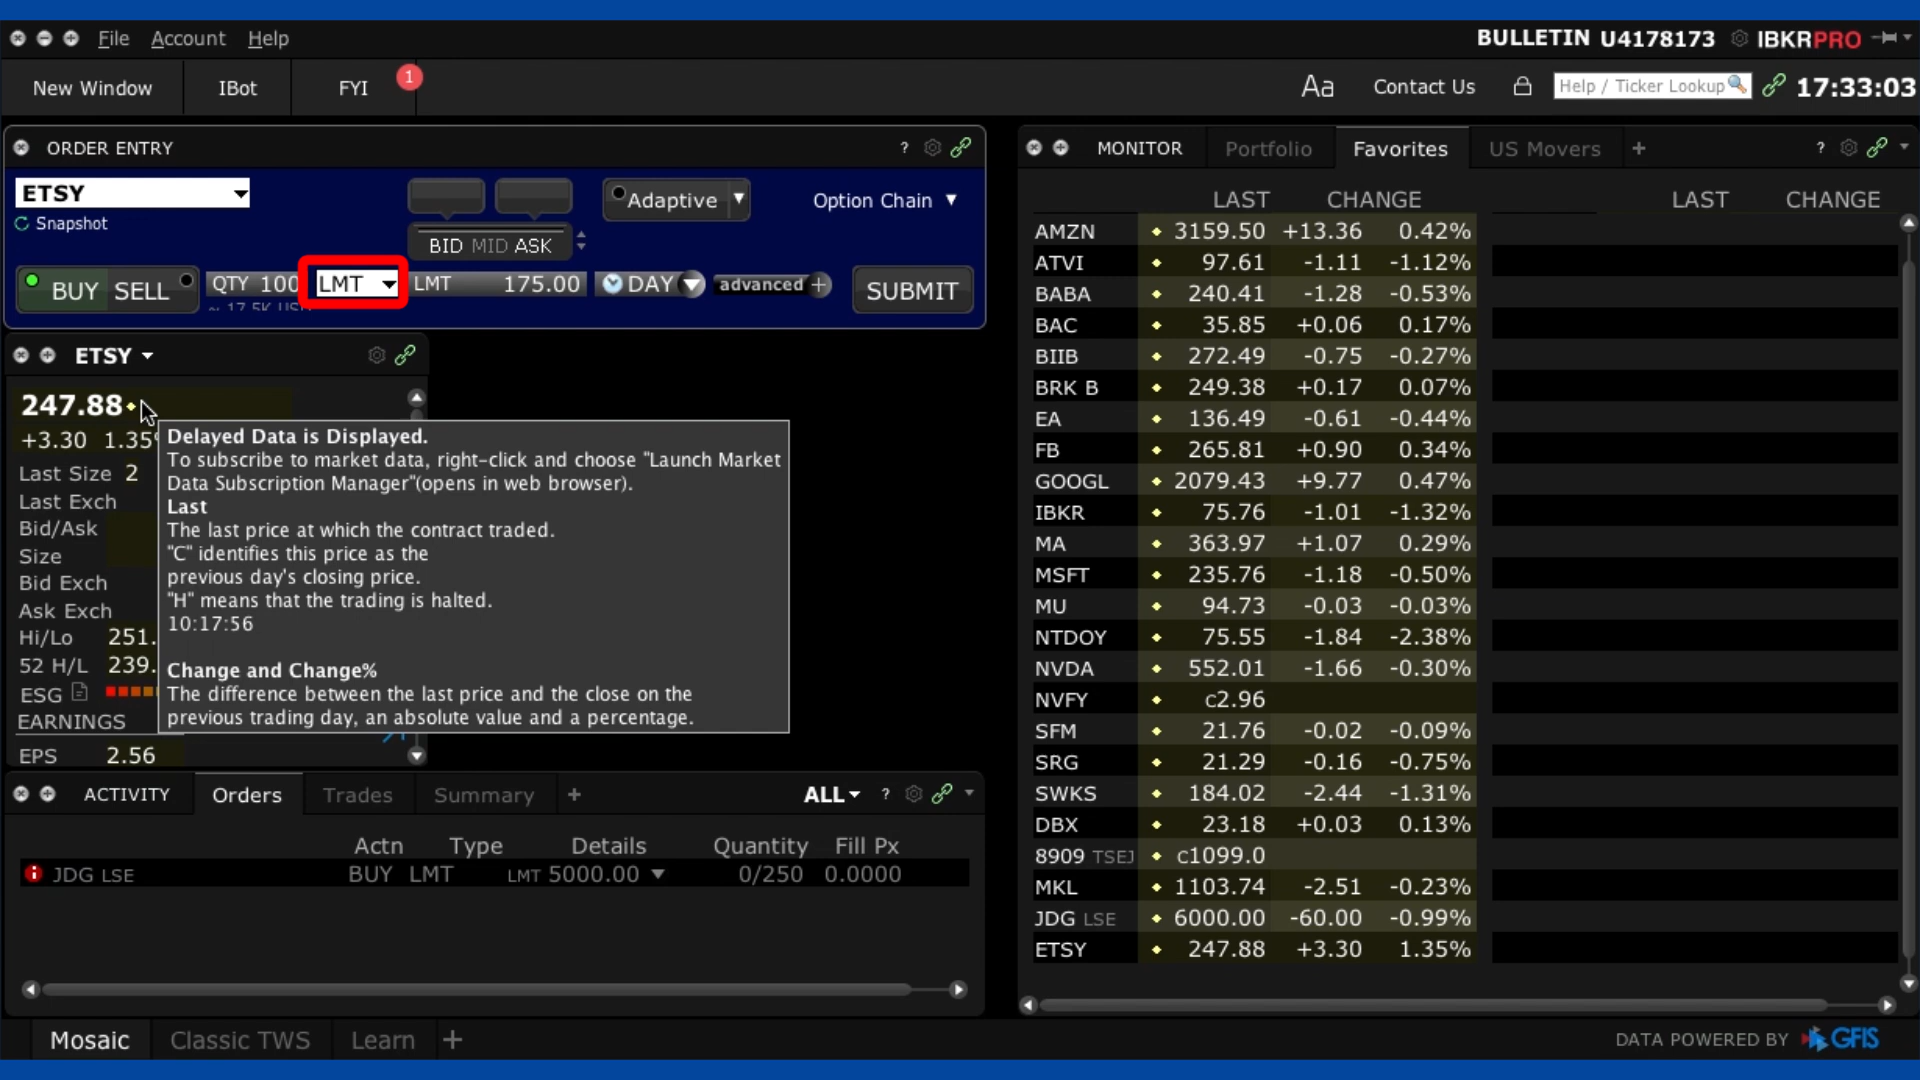 File Account Help
BULLETIN U4178173 IBKRPRO
New Window IBot FYI 1
Aa Contact Us Help / Ticker Lookup 17:33:03
ORDER ENTRY ?
ETSY
Adaptive
Option Chain
Snapshot
BID MID ASK
BUY SELL QTY 100 LMT LMT 175.00 DAY advanced + SUBMIT
≈ 17.5K USD
ETSY
247.88
+3.30 1.35%
Last Size 2
Last Exch
Bid/Ask
Size
Bid Exch
Ask Exch
Hi/Lo 251.
52 H/L 239.
ESG
EARNINGS
EPS 2.56
Delayed Data is Displayed.
To subscribe to market data, right-click and choose "Launch Market
Data Subscription Manager"(opens in web browser).
Last
The last price at which the contract traded.
"C" identifies this price as the
previous day's closing price.
"H" means that the trading is halted.
10:17:56
Change and Change%
The difference between the last price and the close on the
previous trading day, an absolute value and a percentage.
ACTIVITY Orders Trades Summary + ALL ?
Actn Type Details Quantity Fill Px
JDG LSE BUY LMT LMT 5000.00 0/250 0.0000
MONITOR Portfolio Favorites US Movers + ?
LAST CHANGE LAST CHANGE
AMZN 3159.50 +13.36 0.42%
ATVI 97.61 -1.11 -1.12%
BABA 240.41 -1.28 -0.53%
BAC 35.85 +0.06 0.17%
BIIB 272.49 -0.75 -0.27%
BRK B 249.38 +0.17 0.07%
EA 136.49 -0.61 -0.44%
FB 265.81 +0.90 0.34%
GOOGL 2079.43 +9.77 0.47%
IBKR 75.76 -1.01 -1.32%
MA 363.97 +1.07 0.29%
MSFT 235.76 -1.18 -0.50%
MU 94.73 -0.03 -0.03%
NTDOY 75.55 -1.84 -2.38%
NVDA 552.01 -1.66 -0.30%
NVFY c2.96
SFM 21.76 -0.02 -0.09%
SRG 21.29 -0.16 -0.75%
SWKS 184.02 -2.44 -1.31%
DBX 23.18 +0.03 0.13%
8909 TSEJ c1099.0
MKL 1103.74 -2.51 -0.23%
JDG LSE 6000.00 -60.00 -0.99%
ETSY 247.88 +3.30 1.35%
Mosaic Classic TWS Learn +
DATA POWERED BY GFIS